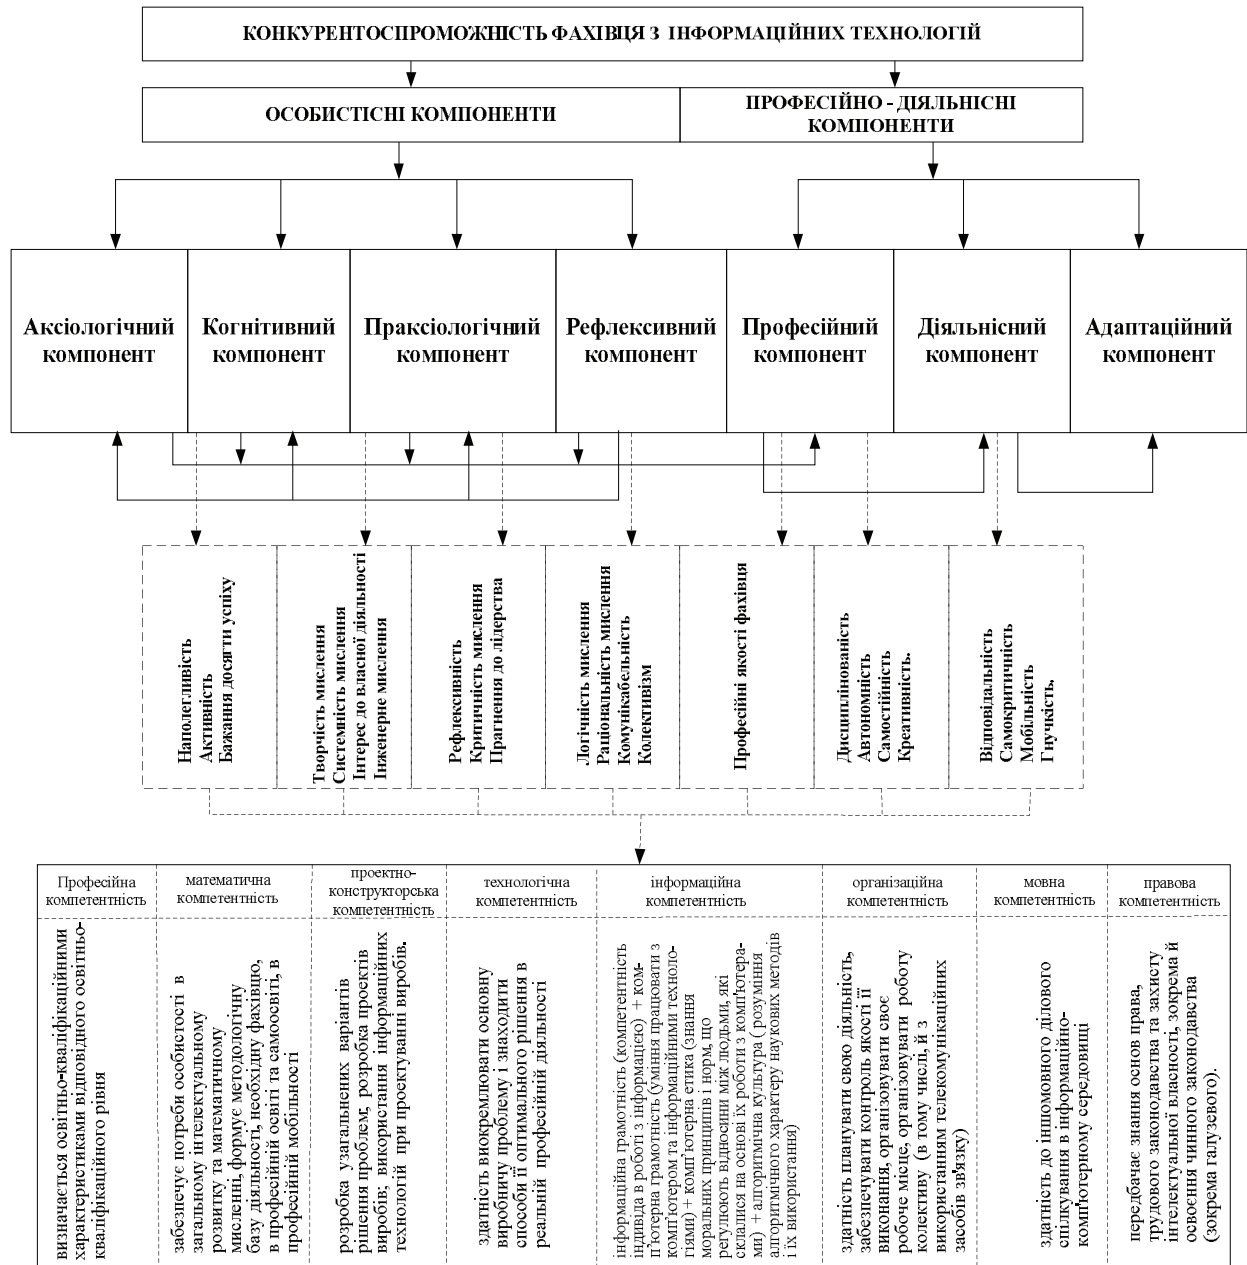 КОНКУРЕНТОСПРОМОЖНІСТЬ ФАХІВЦЯ З ІНФОРМАЦІЙНИХ ТЕХНОЛОГІЙ
ОСОБИСТІСНІ КОМПОНЕНТИ
ПРОФЕСІЙНО - ДІЯЛЬНІСНІ
КОМПОНЕНТИ
Аксіологічний
компонент
Когнітивний
компонент
Праксіологічний
компонент
Рефлексивний
компонент
Професійний
компонент
Діяльнісний
компонент
Адаптаційний
компонент
Наполегливість
Активність
Бажання досягти успіху
Творчість мислення
Системність мислення
Інтерес до власної діяльності
Інженерне мислення
Рефлексивність
Критичність мислення
Прагнення до лідерства
Логічність мислення
Раціональність мислення
Комунікабельність
Колективізм
Професійні якості фахівця
Дисциплінованість
Автономність
Самостійність
Креативність.
Відповідальність
Самокритичність
Мобільність
Гнучкість.
Професійна
компетентність
математична
компетентність
проектно-
конструкторська
компетентність
технологічна
компетентність
інформаційна
компетентність
організаційна
компетентність
мовна
компетентність
правова
компетентність
визначається освітньо-кваліфікаційними
характеристиками відповідного освітньо-
кваліфікаційного рівня
забезпечує потреби особистості в
загальному інтелектуальному
розвитку та математичному
мисленні, формує методологічну
базу діяльності, необхідну фахівцю,
в професійній освіті та самоосвіті, в
професійній мобільності
розробка узагальнених варіантів
рішення проблем; розробка проектів
виробів; використання інформаційних
технологій при проектуванні виробів.
здатність виокремлювати основну
виробничу проблему і знаходити
способи її оптимального рішення в
реальній професійній діяльності
інформаційна грамотність (компетентність
індивіда в роботі з інформацією) + ком-
п'ютерна грамотність (уміння працювати з
комп'ютером та інформаційними техноло-
гіями) + комп'ютерна етика (знання
моральних принципів і норм, що
регулюють відносини між людьми, які
склалися на основі їх роботи з комп'ютера-
ми) + алгоритмічна культура ( розуміння
алгоритмічного характеру наукових методів
і їх використання)
здатність планувати свою діяльність,
забезпечувати контроль якості її
виконання, організовувати своє
робоче місце, організовувати роботу
колективу (в тому числі, й з
використанням телекомунікаційних
засобів зв'язку)
здатність до іншомовного ділового
спілкування в інформаційно-
комп'ютерному середовищі
передбачає знання основ права,
трудового законодавства та захисту
інтелектуальної власності, зокрема й
освоєння чинного законодавства
(зокрема галузевого).